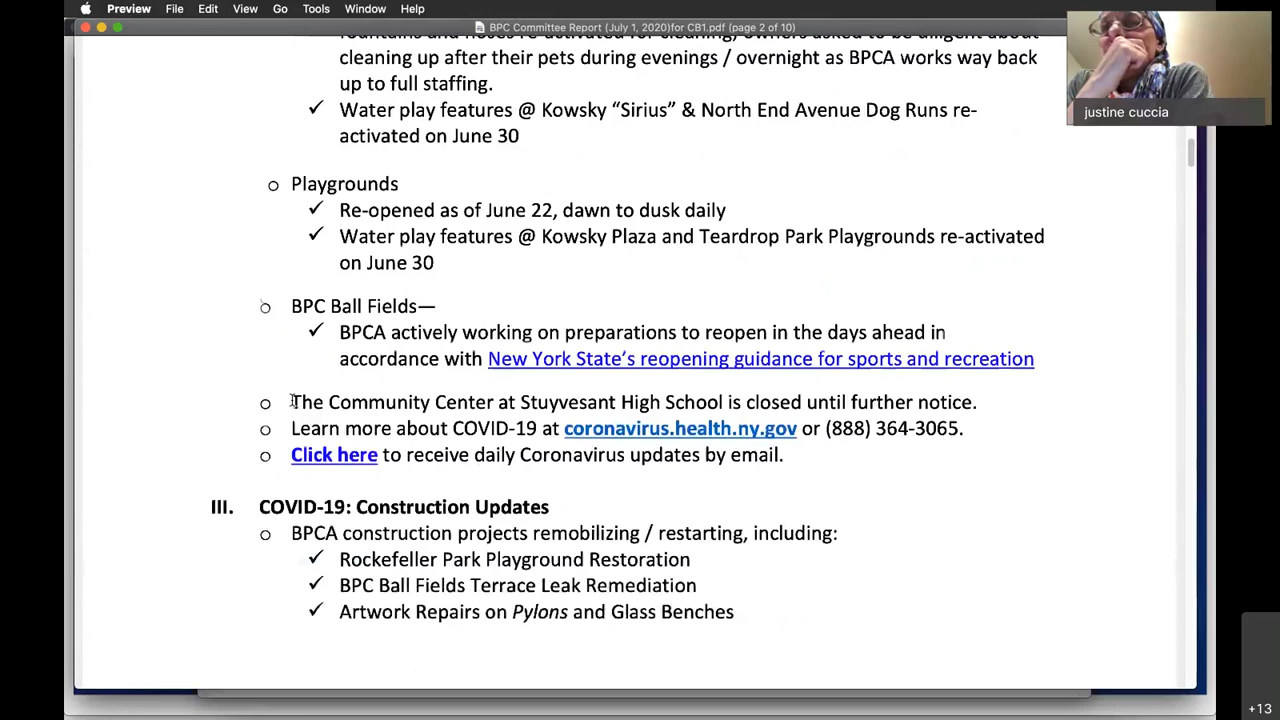 Preview File Edit View Go Tools Window Help
BPC Committee Report (July 1, 2020)for CB1.pdf (page 2 of 10)
fountains and hoses re-activated for cleaning; owners asked to be diligent about
cleaning up after their pets during evenings / overnight as BPCA works way back
up to full staffing.
✓ Water play features @ Kowsky “Sirius” & North End Avenue Dog Runs re-
activated on June 30
justine cuccia
o Playgrounds
✓ Re-opened as of June 22, dawn to dusk daily
✓ Water play features @ Kowsky Plaza and Teardrop Park Playgrounds re-activated
on June 30
o BPC Ball Fields—
✓ BPCA actively working on preparations to reopen in the days ahead in
accordance with New York State’s reopening guidance for sports and recreation
o The Community Center at Stuyvesant High School is closed until further notice.
o Learn more about COVID-19 at coronavirus.health.ny.gov or (888) 364-3065.
o Click here to receive daily Coronavirus updates by email.
III. COVID-19: Construction Updates
o BPCA construction projects remobilizing / restarting, including:
✓ Rockefeller Park Playground Restoration
✓ BPC Ball Fields Terrace Leak Remediation
✓ Artwork Repairs on Pylons and Glass Benches
+13